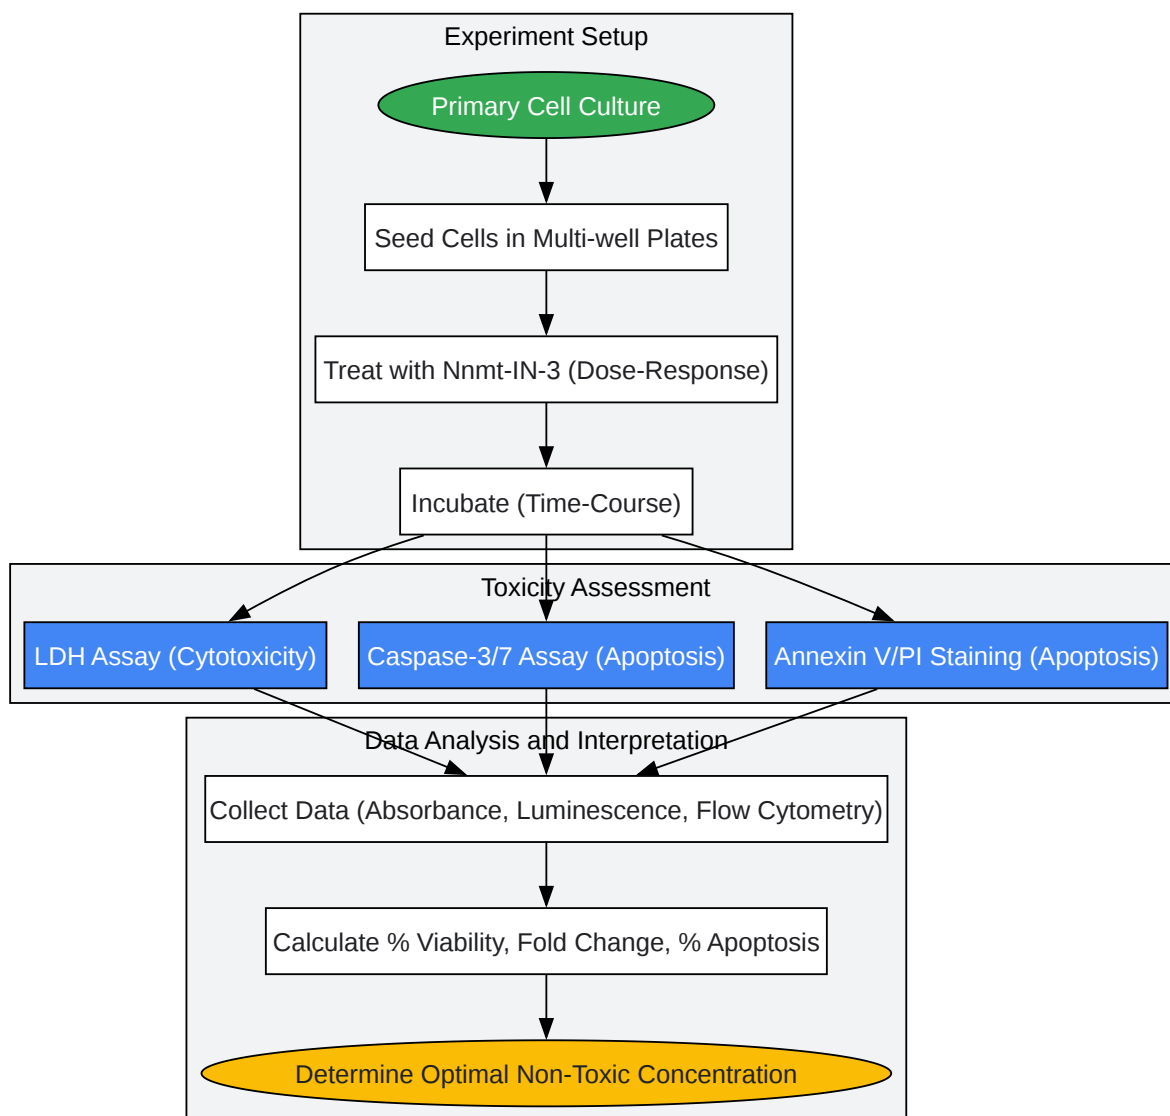 Experiment Setup
Primary Cell Culture
Seed Cells in Multi-well Plates
Treat with Nnmt-IN-3 (Dose-Response)
Incubate (Time-Course)
Toxicity Assessment
LDH Assay (Cytotoxicity)
Caspase-3/7 Assay (Apoptosis)
Annexin V/PI Staining (Apoptosis)
Data Analysis and Interpretation
Collect Data (Absorbance, Luminescence, Flow Cytometry)
Calculate % Viability, Fold Change, % Apoptosis
Determine Optimal Non-Toxic Concentration